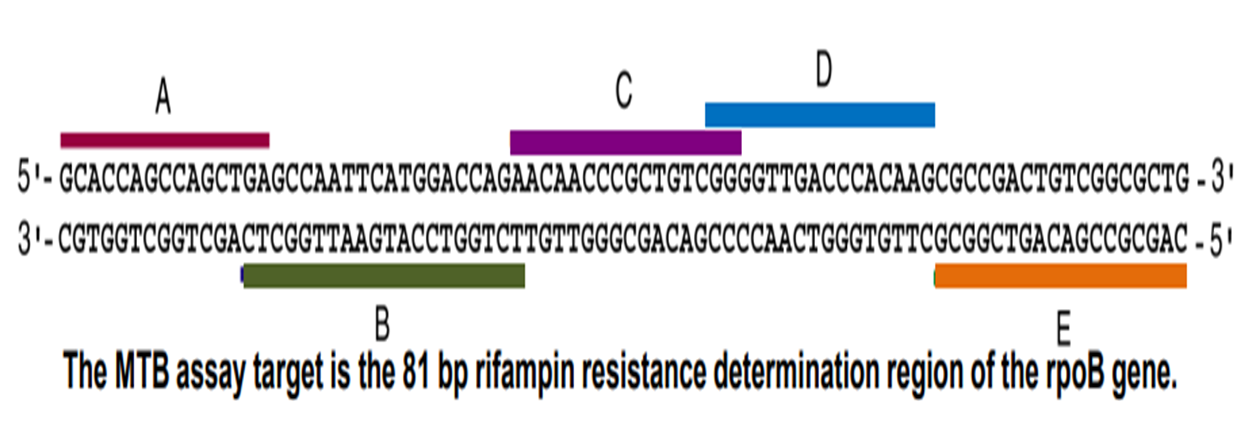 A
C
D
5'-GCACCAGCCAGCTGAGCCAATTCATGGACCAGAACAACCCGCTGTCGGGGTTGACCCACAAGCGCCGACTGTCGGCGCTG-3'
3'-CGTGGTCGGTCGACTCGGTTAAGTACCTGGTCTTGTTGGGCGACAGCCCCAACTGGGTGTTCGCGGCTGACAGCCGCGAC-5'
B
E
The MTB assay target is the 81 bp rifampin resistance determination region of the rpoB gene.